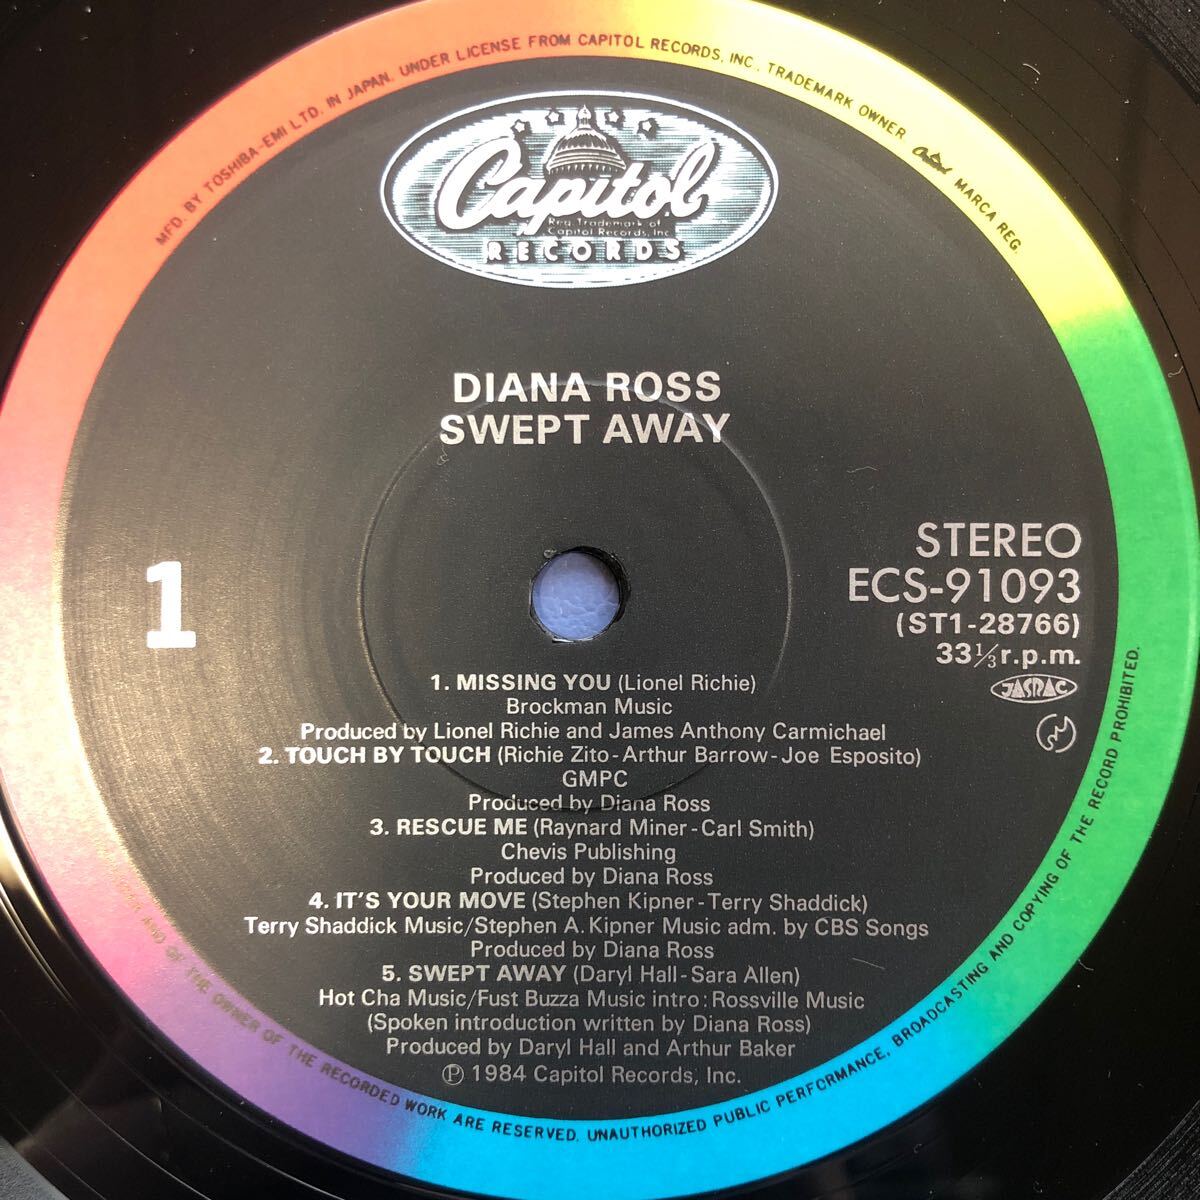 MFD. BY TOSHIBA-EMI LTD. IN JAPAN. UNDER LICENSE FROM CAPITOL RECORDS, INC. TRADEMARK OWNER Capitol MARCA REG.
Capitol
Reg. Trademark of
Capitol Records, Inc.
RECORDS
DIANA ROSS
SWEPT AWAY
1
STEREO
ECS-91093
(ST1-28766)
33 1/3 r.p.m.
JASRAC
1. MISSING YOU (Lionel Richie)
Brockman Music
Produced by Lionel Richie and James Anthony Carmichael
2. TOUCH BY TOUCH (Richie Zito-Arthur Barrow-Joe Esposito)
GMPC
Produced by Diana Ross
3. RESCUE ME (Raynard Miner-Carl Smith)
Chevis Publishing
Produced by Diana Ross
4. IT'S YOUR MOVE (Stephen Kipner-Terry Shaddick)
Terry Shaddick Music/Stephen A. Kipner Music adm. by CBS Songs
Produced by Diana Ross
5. SWEPT AWAY (Daryl Hall-Sara Allen)
Hot Cha Music/Fust Buzza Music intro: Rossville Music
(Spoken introduction written by Diana Ross)
Produced by Daryl Hall and Arthur Baker
℗ 1984 Capitol Records, Inc.
AND OF THE OWNER OF THE RECORDED WORK ARE RESERVED. UNAUTHORIZED PUBLIC PERFORMANCE, BROADCASTING AND COPYING OF THE RECORD PROHIBITED.